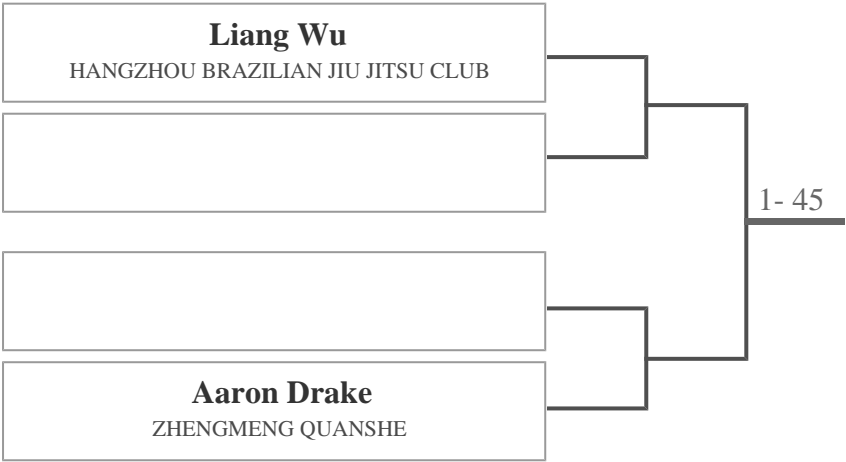 Liang Wu
HANGZHOU BRAZILIAN JIU JITSU CLUB
1- 45
Aaron Drake
ZHENGMENG QUANSHE